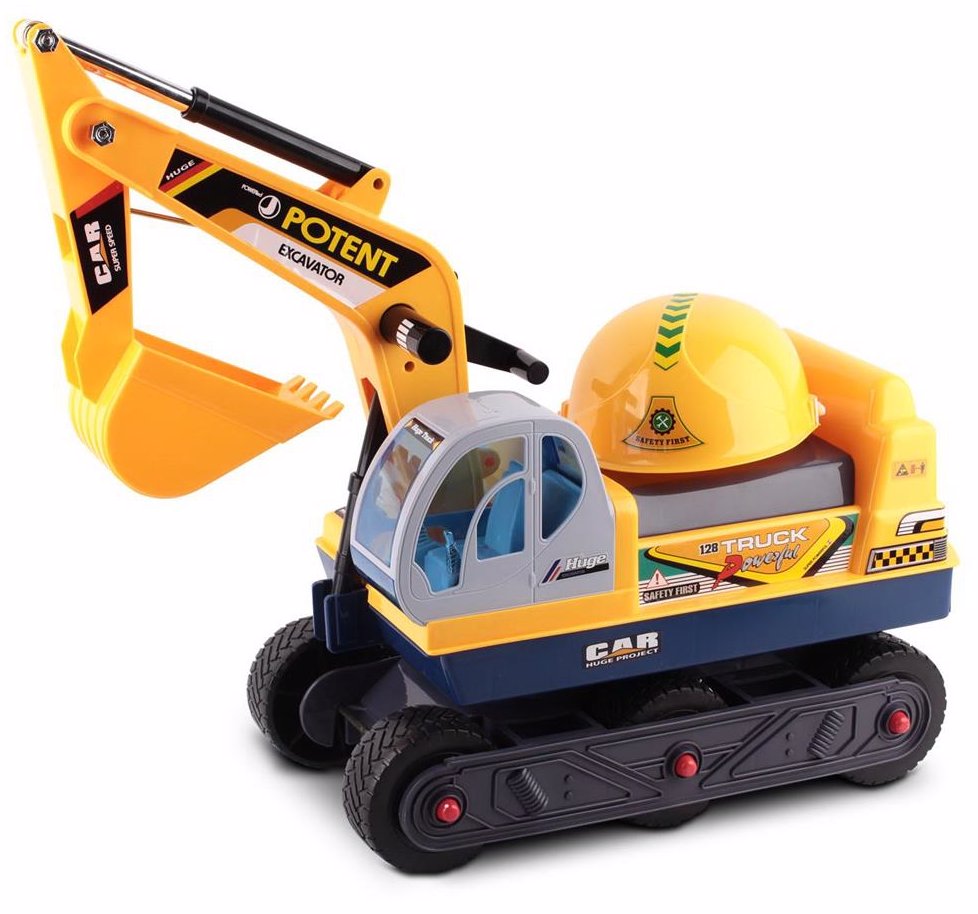 HUGE
POWERful
POTENT
EXCAVATOR
CAR
SUPER SPEED
SAFETY FIRST
Huge Truck
Huge
128 TRUCK
Powerful
SAFETY FIRST
CAR
HUGE PROJECT